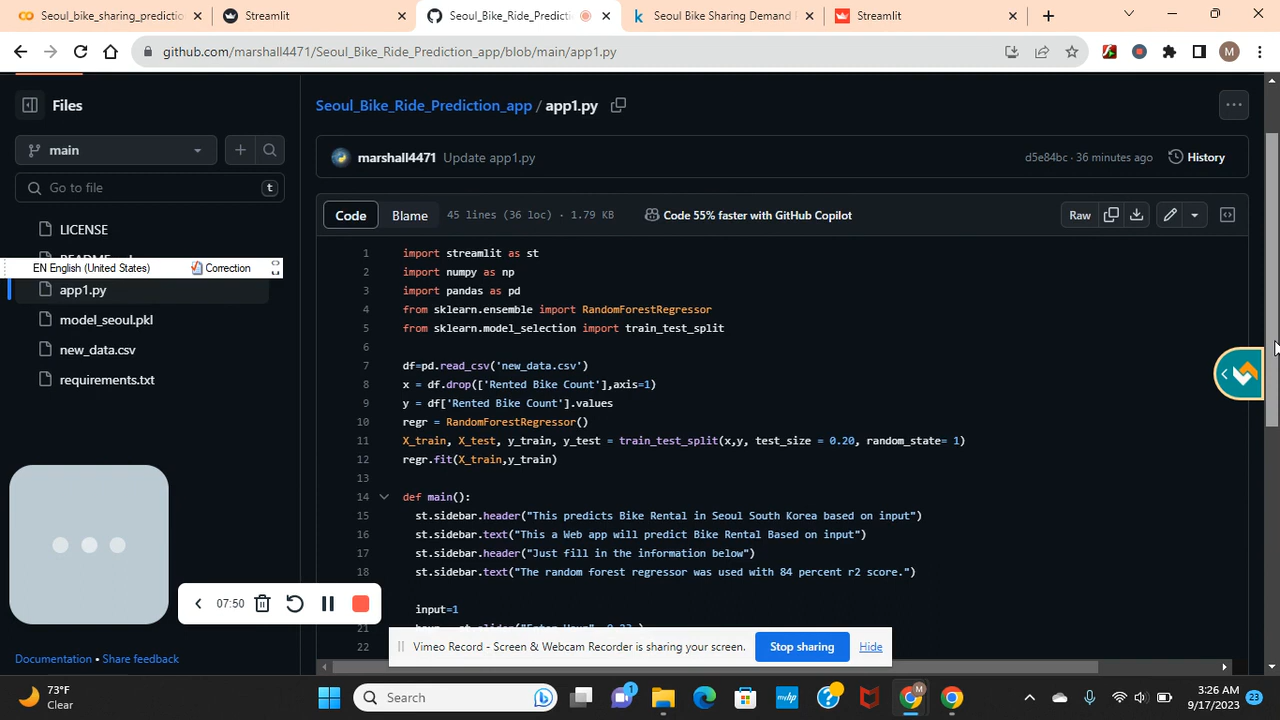 Seoul_bike_sharing_predictio
Streamlit
Seoul_Bike_Ride_Predicti
Seoul Bike Sharing Demand
Streamlit
github.com/marshall4471/Seoul_Bike_Ride_Prediction_app/blob/main/app1.py
M
Files
Seoul_Bike_Ride_Prediction_app / app1.py
main
marshall4471 Update app1.py
d5e84bc · 36 minutes ago
History
Go to file
t
Code
Blame
45 lines (36 loc) · 1.79 KB
Code 55% faster with GitHub Copilot
Raw
LICENSE
EN English (United States)
Correction
app1.py
model_seoul.pkl
new_data.csv
requirements.txt
1 import streamlit as st
2 import numpy as np
3 import pandas as pd
4 from sklearn.ensemble import RandomForestRegressor
5 from sklearn.model_selection import train_test_split
6
7 df=pd.read_csv('new_data.csv')
8 x = df.drop(['Rented Bike Count'],axis=1)
9 y = df['Rented Bike Count'].values
10 regr = RandomForestRegressor()
11 X_train, X_test, y_train, y_test = train_test_split(x,y, test_size = 0.20, random_state= 1)
12 regr.fit(X_train,y_train)
13
14 def main():
15 st.sidebar.header("This predicts Bike Rental in Seoul South Korea based on input")
16 st.sidebar.text("This a Web app will predict Bike Rental Based on input")
17 st.sidebar.header("Just fill in the information below")
18 st.sidebar.text("The random forest regressor was used with 84 percent r2 score.")
input=1
21
22
07:50
Vimeo Record - Screen & Webcam Recorder is sharing your screen.
Stop sharing
Hide
Documentation • Share feedback
73°F
Clear
Search
1
M
3:26 AM
9/17/2023
23